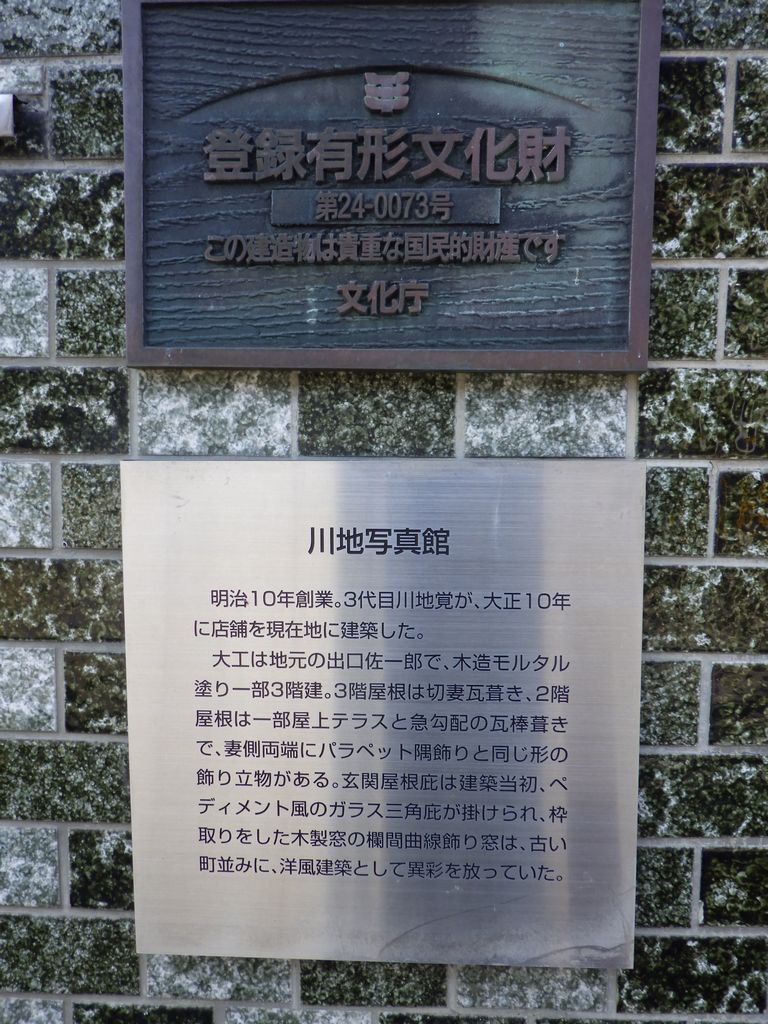 登録有形文化財
第24-0073号
この建造物は貴重な国民的財産です
文化庁
川地写真館
明治10年創業。3代目川地覚が、大正10年
に店舗を現在地に建築した。
大工は地元の出口佐一郎で、木造モルタル
塗り一部3階建。3階屋根は切妻瓦葺き、2階
屋根は一部屋上テラスと急勾配の瓦棒葺き
で、妻側両端にパラペット隅飾りと同じ形の
飾り立物がある。玄関屋根庇は建築当初、ペ
ディメント風のガラス三角庇が掛けられ、枠
取りをした木製窓の欄間曲線飾り窓は、古い
町並みに、洋風建築として異彩を放っていた。